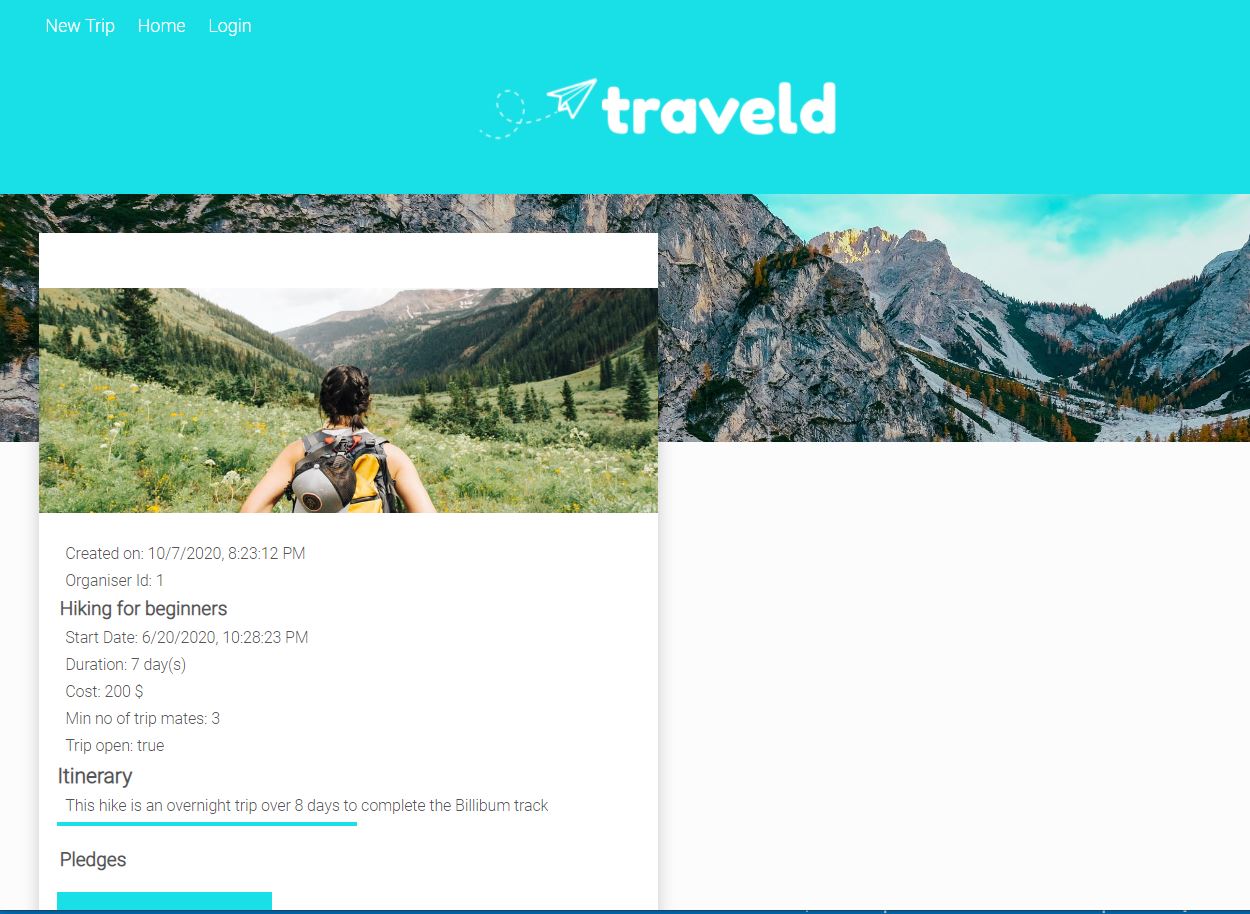 New Trip Home Login
traveld
Created on: 10/7/2020, 8:23:12 PM
Organiser Id: 1
Hiking for beginners
Start Date: 6/20/2020, 10:28:23 PM
Duration: 7 day(s)
Cost: 200 $
Min no of trip mates: 3
Trip open: true
Itinerary
This hike is an overnight trip over 8 days to complete the Billibum track
Pledges